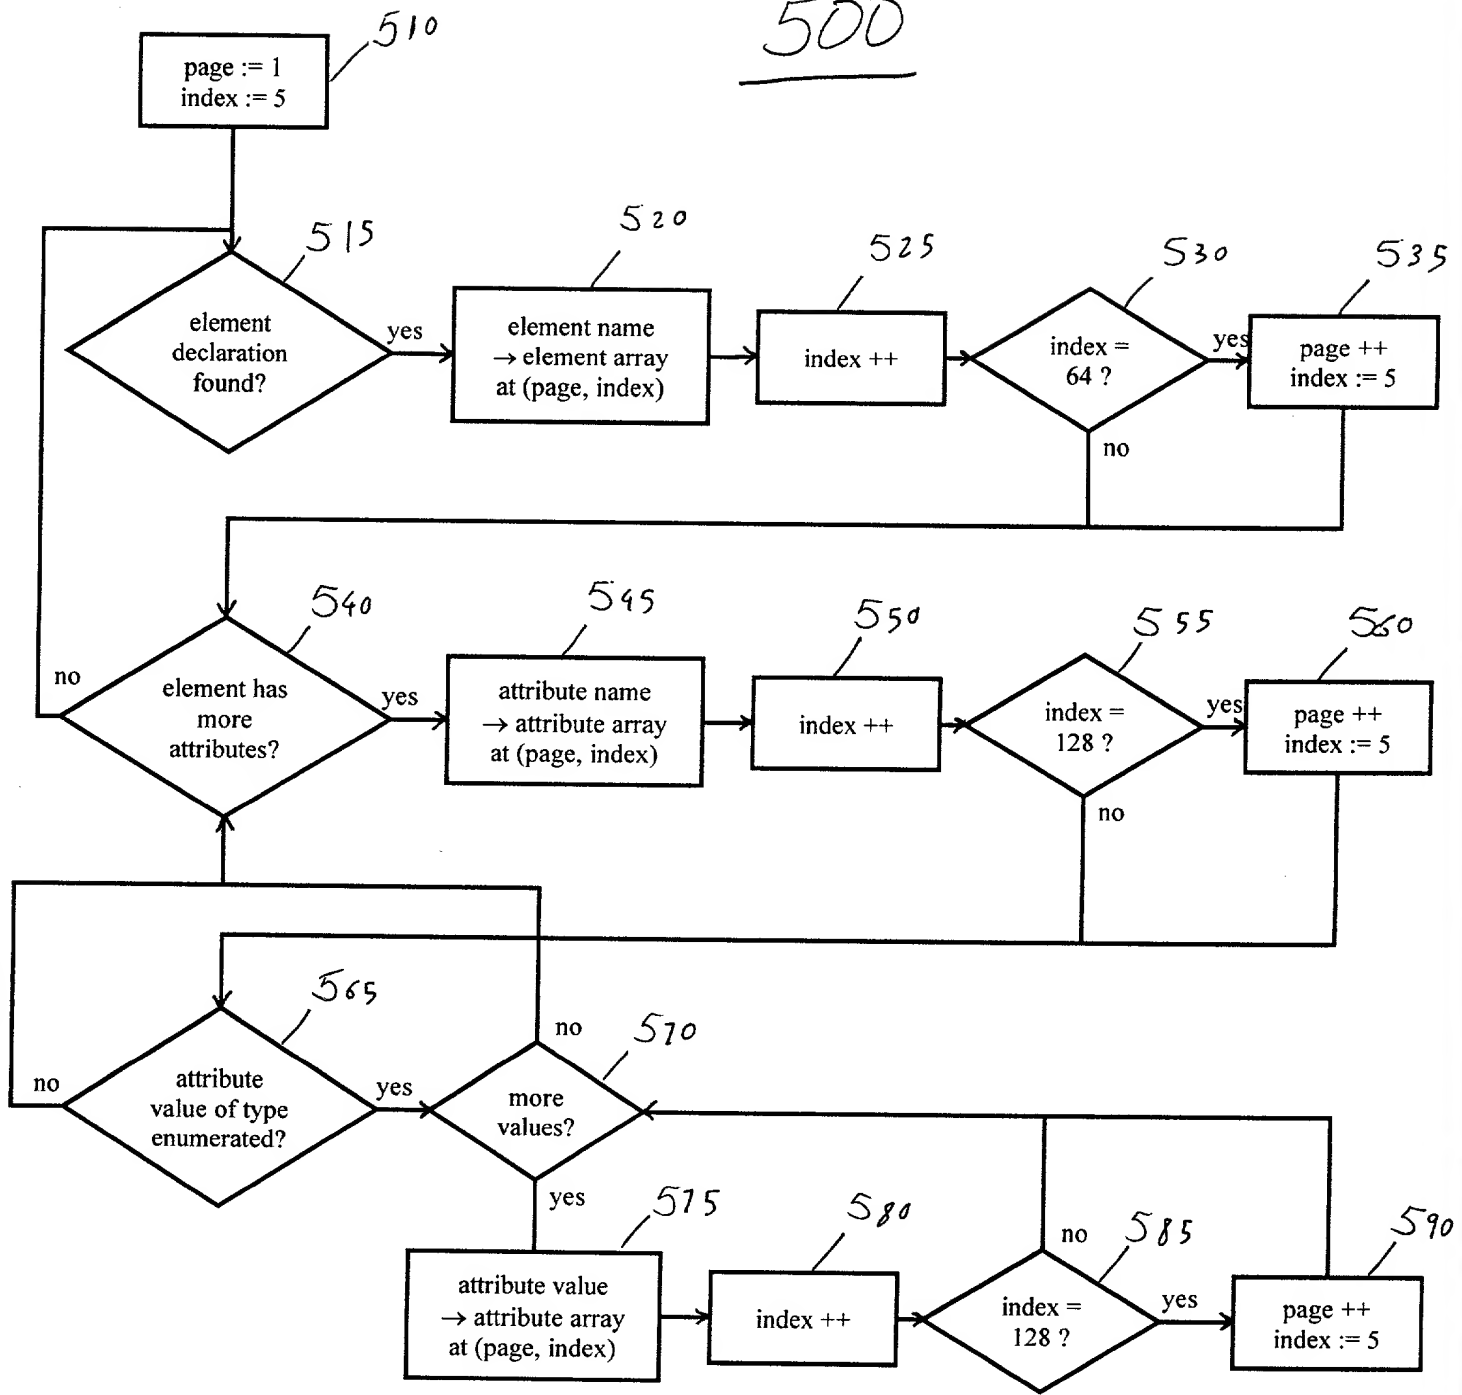 500
510
page := 1
index := 5
515
element
declaration
found?
yes
520
element name
→ element array
at (page, index)
525
index ++
530
index =
64 ?
yes
no
535
page ++
index := 5
540
element has
more
attributes?
no
yes
545
attribute name
→ attribute array
at (page, index)
550
index ++
555
index =
128 ?
yes
no
560
page ++
index := 5
565
attribute
value of type
enumerated?
no
yes
570
more
values?
no
yes
575
attribute value
→ attribute array
at (page, index)
580
index ++
585
index =
128 ?
no
yes
590
page ++
index := 5